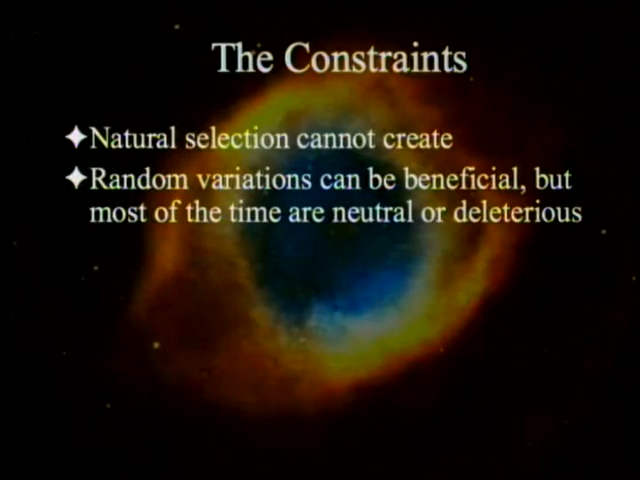 The Constraints
Natural selection cannot create
Random variations can be beneficial, but
most of the time are neutral or deleterious